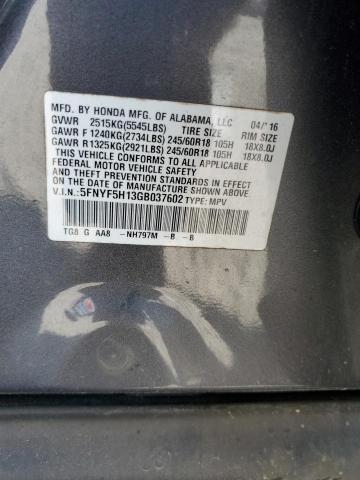 MFD. BY HONDA MFG. OF ALABAMA, LLC 04/'16
GVWR 2515KG(5545LBS) TIRE SIZE RIM SIZE
GAWR F 1240KG(2734LBS) 245/60R18 105H 18X8.0J
GAWR R 1325KG(2921LBS) 245/60R18 105H 18X8.0J
THIS VEHICLE CONFORMS TO ALL APPLICABLE
FEDERAL MOTOR VEHICLE SAFETY AND
THEFT PREVENTION STANDARDS IN EFFECT ON
THE DATE OF MANUFACTURE SHOWN ABOVE.
V.I.N.:5FNYF5H13GB037602 TYPE: MPV
TG8 G AA8 -NH797M -B -B